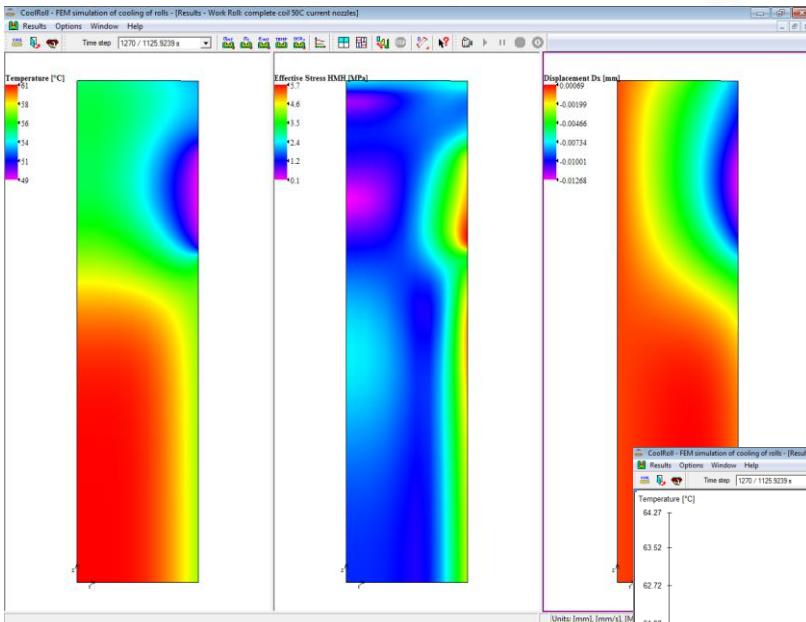 CoolRoll - FEM simulation of cooling of rolls - [Results - Work Roll: complete coil 50C current nozzles]
Results Options Window Help
Time step 1270 / 1125.9239 s
Temperature [°C]
61
58
56
54
51
49
Effective Stress HMH [MPa]
5.7
4.6
3.5
2.4
1.2
0.1
Displacement Dx [mm]
0.00069
-0.00199
-0.00466
-0.00734
-0.01001
-0.01268
z
r
z
r
z
CoolRoll - FEM simulation of cooling of rolls - [Resul
Results Options Window Help
Time step 1270 / 1125.9239 s
Temperature [°C]
64.27
63.52
62.72
Units: [mm], [mm/s], [M